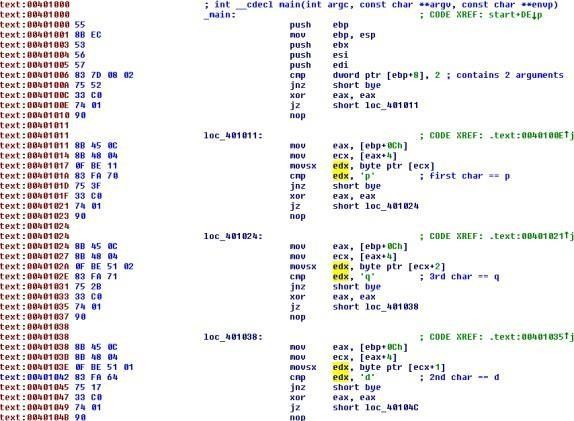 text:00401000 ; int __cdecl main(int argc, const char **argv, const char **envp)
text:00401000 _main: ; CODE XREF: start+DE↓p
text:00401000 55 push ebp
text:00401001 8B EC mov ebp, esp
text:00401003 53 push ebx
text:00401004 56 push esi
text:00401005 57 push edi
text:00401006 83 7D 08 02 cmp dword ptr [ebp+8], 2 ; contains 2 arguments
text:0040100A 75 52 jnz short bye
text:0040100C 33 C0 xor eax, eax
text:0040100E 74 01 jz short loc_401011
text:00401010 90 nop
text:00401011
text:00401011 loc_401011: ; CODE XREF: .text:0040100E↑j
text:00401011 8B 45 0C mov eax, [ebp+0Ch]
text:00401014 8B 48 04 mov ecx, [eax+4]
text:00401017 0F BE 11 movsx edx, byte ptr [ecx]
text:0040101A 83 FA 70 cmp edx, 'p' ; first char == p
text:0040101D 75 3F jnz short bye
text:0040101F 33 C0 xor eax, eax
text:00401021 74 01 jz short loc_401024
text:00401023 90 nop
text:00401024
text:00401024 loc_401024: ; CODE XREF: .text:00401021↑j
text:00401024 8B 45 0C mov eax, [ebp+0Ch]
text:00401027 8B 48 04 mov ecx, [eax+4]
text:0040102A 0F BE 51 02 movsx edx, byte ptr [ecx+2]
text:0040102E 83 FA 71 cmp edx, 'q' ; 3rd char == q
text:00401031 75 2B jnz short bye
text:00401033 33 C0 xor eax, eax
text:00401035 74 01 jz short loc_401038
text:00401037 90 nop
text:00401038
text:00401038 loc_401038: ; CODE XREF: .text:00401035↑j
text:00401038 8B 45 0C mov eax, [ebp+0Ch]
text:0040103B 8B 48 04 mov ecx, [eax+4]
text:0040103E 0F BE 51 01 movsx edx, byte ptr [ecx+1]
text:00401042 83 FA 64 cmp edx, 'd' ; 2nd char == d
text:00401045 75 17 jnz short bye
text:00401047 33 C0 xor eax, eax
text:00401049 74 01 jz short loc_40104C
text:0040104B 90 nop